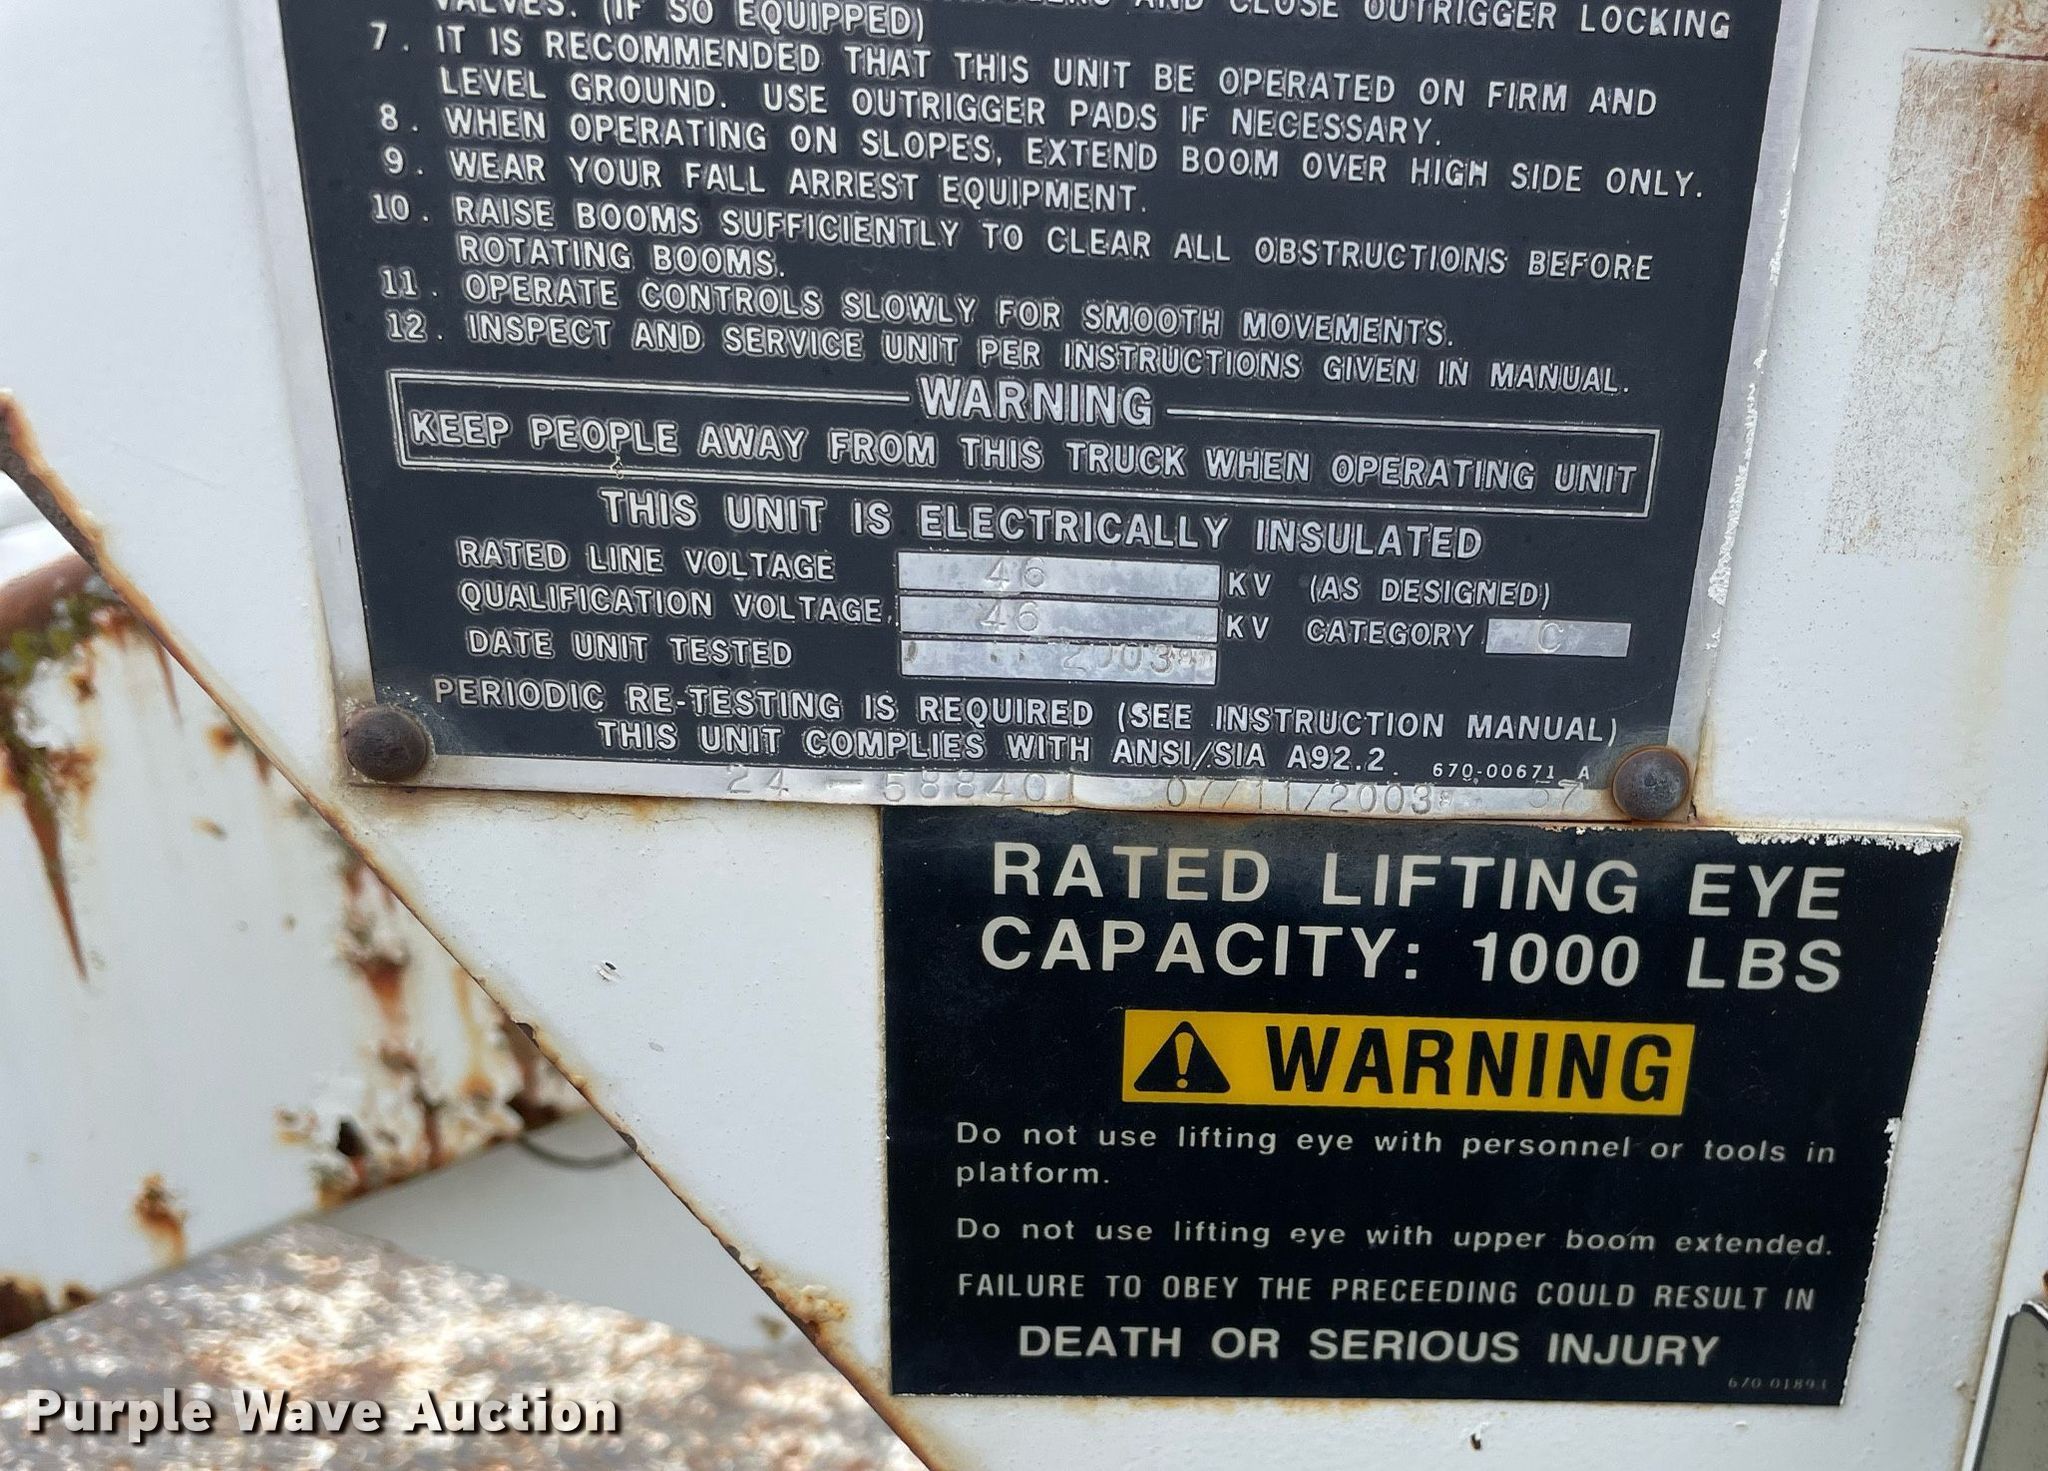 AND CLOSE OUTRIGGER LOCKING
VALVES. (IF SO EQUIPPED)
7. IT IS RECOMMENDED THAT THIS UNIT BE OPERATED ON FIRM AND
LEVEL GROUND. USE OUTRIGGER PADS IF NECESSARY.
8. WHEN OPERATING ON SLOPES, EXTEND BOOM OVER HIGH SIDE ONLY.
9. WEAR YOUR FALL ARREST EQUIPMENT.
10. RAISE BOOMS SUFFICIENTLY TO CLEAR ALL OBSTRUCTIONS BEFORE
ROTATING BOOMS.
11. OPERATE CONTROLS SLOWLY FOR SMOOTH MOVEMENTS.
12. INSPECT AND SERVICE UNIT PER INSTRUCTIONS GIVEN IN MANUAL.
WARNING
KEEP PEOPLE AWAY FROM THIS TRUCK WHEN OPERATING UNIT
THIS UNIT IS ELECTRICALLY INSULATED
RATED LINE VOLTAGE 46 KV (AS DESIGNED)
QUALIFICATION VOLTAGE 46 KV CATEGORY C
DATE UNIT TESTED 2003
PERIODIC RE-TESTING IS REQUIRED (SEE INSTRUCTION MANUAL)
THIS UNIT COMPLIES WITH ANSI/SIA A92.2 670-00671 A
24 - 58840 07/11/2003 57
RATED LIFTING EYE
CAPACITY: 1000 LBS
WARNING
Do not use lifting eye with personnel or tools in
platform.
Do not use lifting eye with upper boom extended.
FAILURE TO OBEY THE PRECEEDING COULD RESULT IN
DEATH OR SERIOUS INJURY
670 01893
Purple Wave Auction